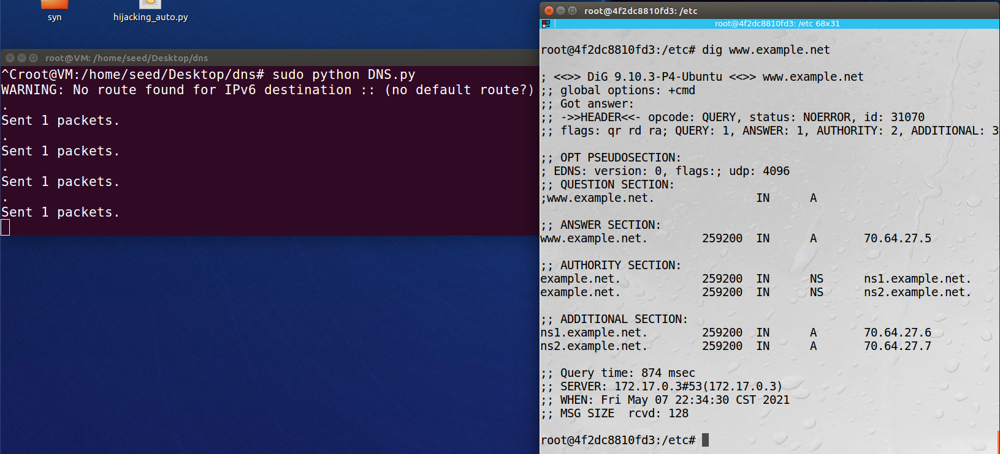 syn
hijacking_auto.py
root@VM: /home/seed/Desktop/dns
^Croot@VM:/home/seed/Desktop/dns# sudo python DNS.py
WARNING: No route found for IPv6 destination :: (no default route?)
.
Sent 1 packets.
.
Sent 1 packets.
.
Sent 1 packets.
.
Sent 1 packets.
root@4f2dc8810fd3: /etc
root@4f2dc8810fd3: /etc 68x31
root@4f2dc8810fd3:/etc# dig www.example.net
; <<>> DiG 9.10.3-P4-Ubuntu <<>> www.example.net
;; global options: +cmd
;; Got answer:
;; ->>HEADER<<- opcode: QUERY, status: NOERROR, id: 31070
;; flags: qr rd ra; QUERY: 1, ANSWER: 1, AUTHORITY: 2, ADDITIONAL: 3
;; OPT PSEUDOSECTION:
; EDNS: version: 0, flags:; udp: 4096
;; QUESTION SECTION:
;www.example.net. IN A
;; ANSWER SECTION:
www.example.net. 259200 IN A 70.64.27.5
;; AUTHORITY SECTION:
example.net. 259200 IN NS ns1.example.net.
example.net. 259200 IN NS ns2.example.net.
;; ADDITIONAL SECTION:
ns1.example.net. 259200 IN A 70.64.27.6
ns2.example.net. 259200 IN A 70.64.27.7
;; Query time: 874 msec
;; SERVER: 172.17.0.3#53(172.17.0.3)
;; WHEN: Fri May 07 22:34:30 CST 2021
;; MSG SIZE rcvd: 128
root@4f2dc8810fd3:/etc#